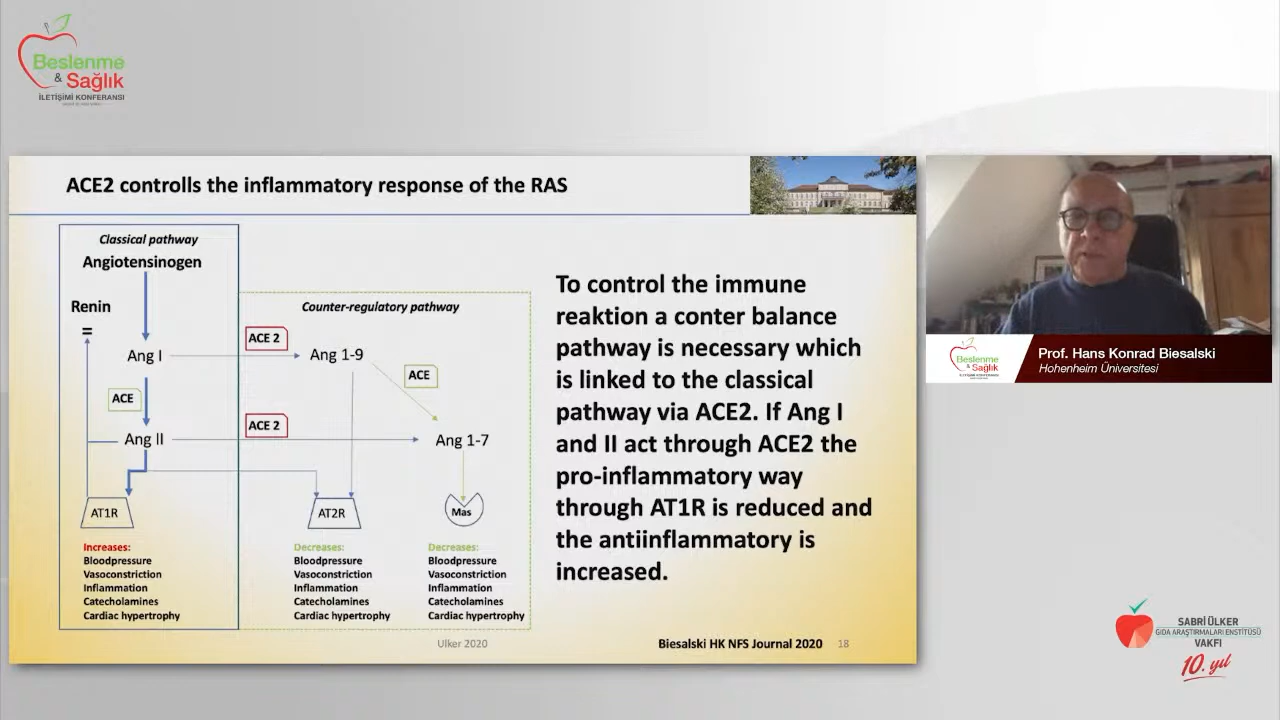 Beslenme
& Sağlık
İLETİŞİMİ KONFERANSI
ACE2 controlls the inflammatory response of the RAS
Classical pathway
Angiotensinogen
Renin
=
Ang I
ACE
Ang II
AT1R
Increases:
Bloodpressure
Vasoconstriction
Inflammation
Catecholamines
Cardiac hypertrophy
Counter-regulatory pathway
ACE 2
Ang 1-9
ACE
ACE 2
Ang 1-7
AT2R
Mas
Decreases:
Bloodpressure
Vasoconstriction
Inflammation
Catecholamines
Cardiac hypertrophy
Decreases:
Bloodpressure
Vasoconstriction
Inflammation
Catecholamines
Cardiac hypertrophy
To control the immune
reaktion a conter balance
pathway is necessary which
is linked to the classical
pathway via ACE2. If Ang I
and II act through ACE2 the
pro-inflammatory way
through AT1R is reduced and
the antiinflammatory is
increased.
Ulker 2020
Biesalski HK NFS Journal 2020 18
Beslenme
& Sağlık
İLETİŞİMİ KONFERANSI
Prof. Hans Konrad Biesalski
Hohenheim Üniversitesi
SABRİ ÜLKER
GIDA ARAŞTIRMALARI ENSTİTÜSÜ
VAKFI
10. yıl